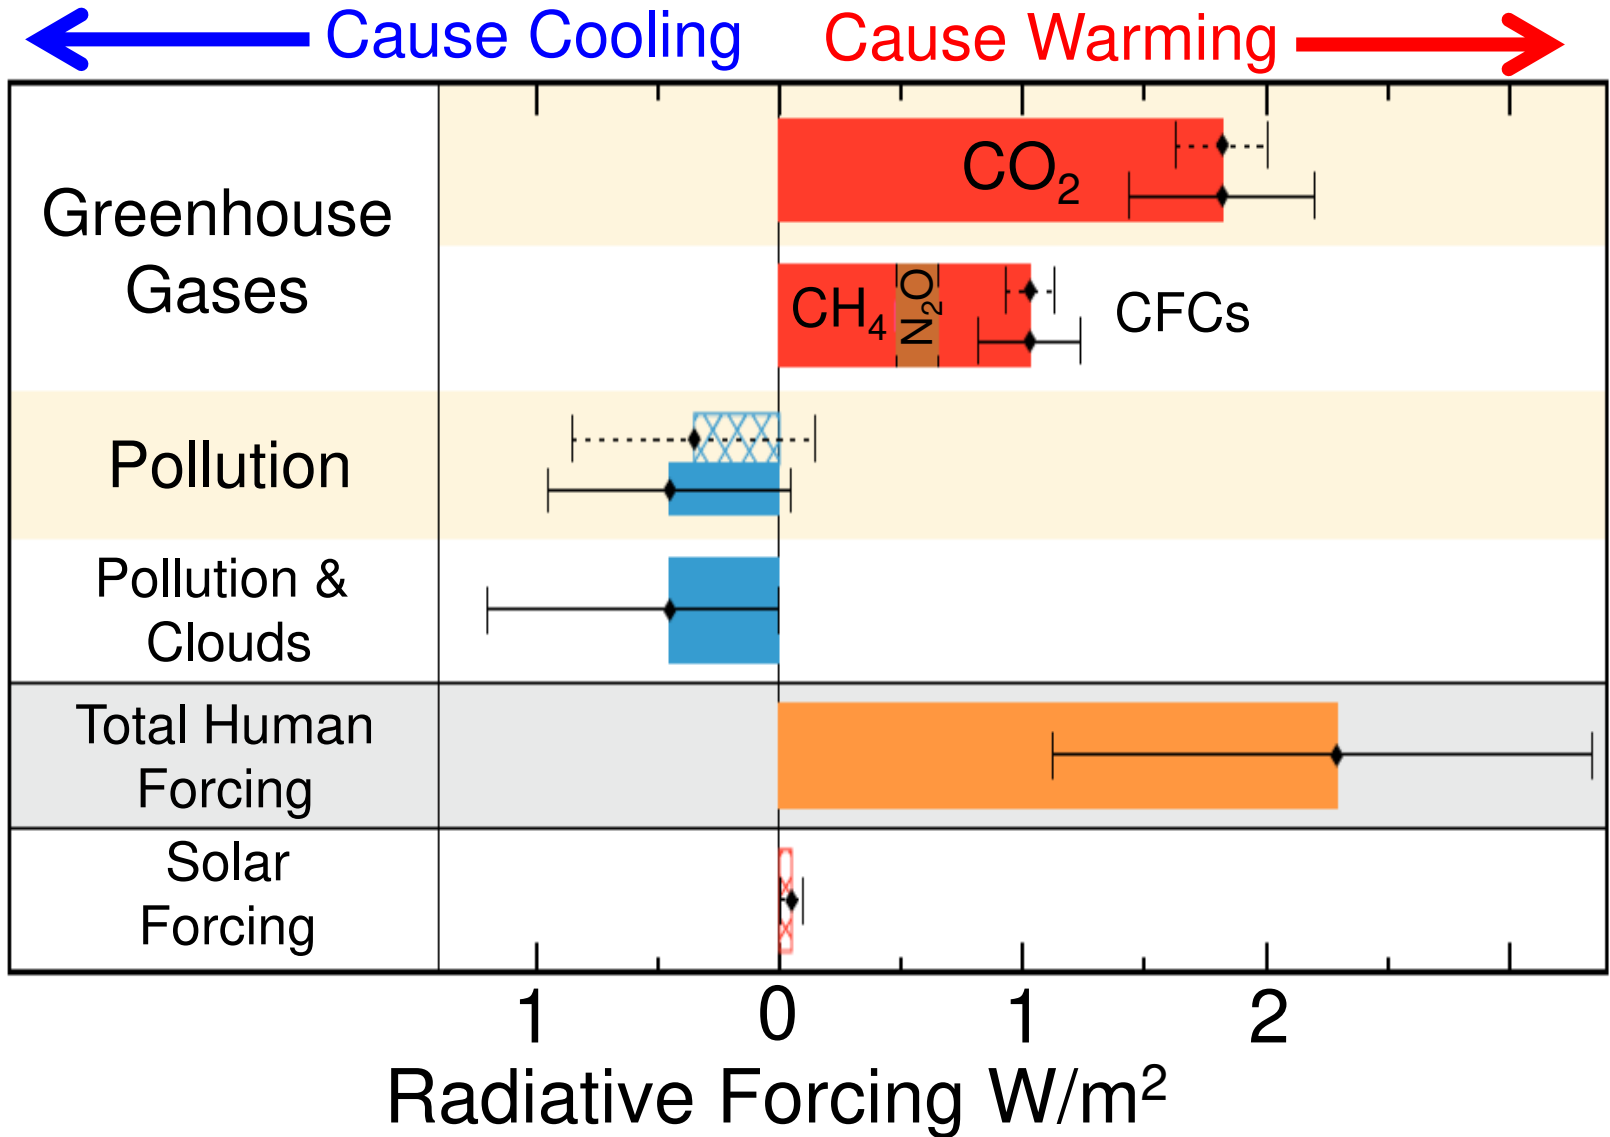 Cause Cooling
Cause Warming
Greenhouse
Gases
CO₂
CH₄
N₂O
CFCs
Pollution
Pollution &
Clouds
Total Human
Forcing
Solar
Forcing
1 0 1 2
Radiative Forcing W/m²